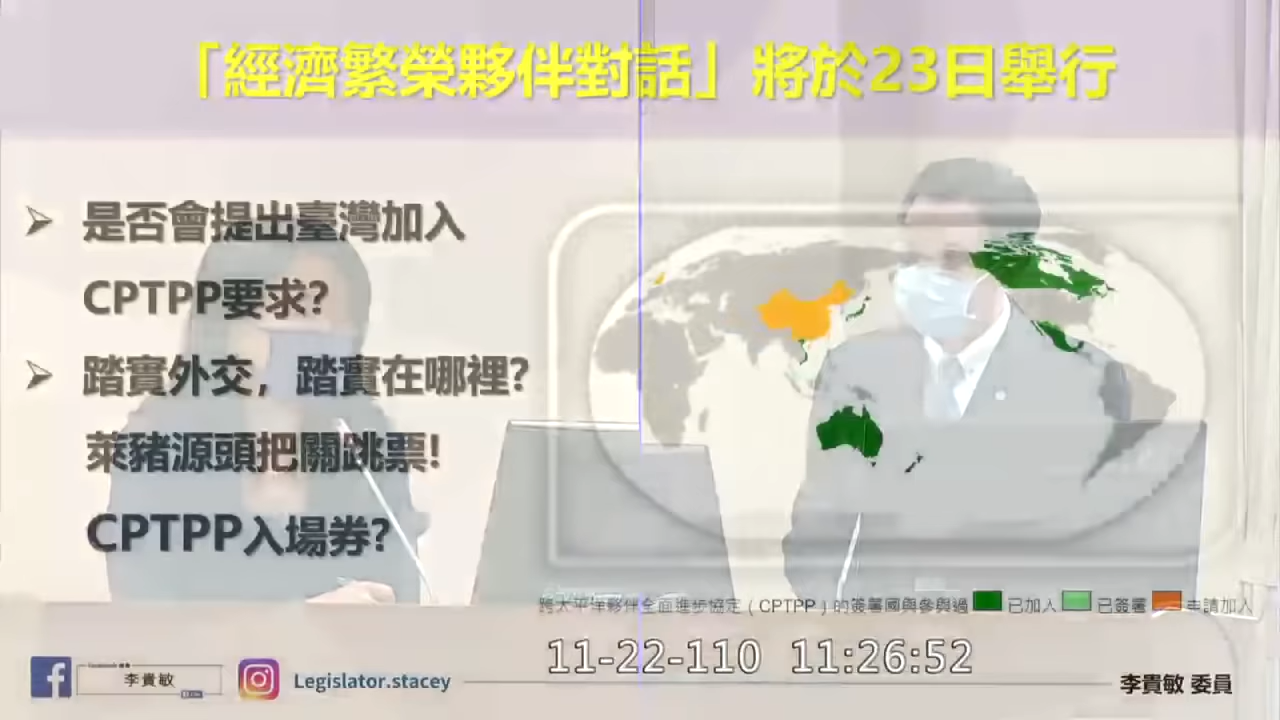 「經濟繁榮夥伴對話」將於23日舉行
➢ 是否會提出臺灣加入
CPTPP要求?
➢ 踏實外交，踏實在哪裡?
萊豬源頭把關跳票!
CPTPP入場券?
跨太平洋夥伴全面進步協定（CPTPP）的簽署國與參與過 已加入 已簽署 申請加入
11-22-110 11:26:52
李貴敏
Legislator.stacey
李貴敏 委員